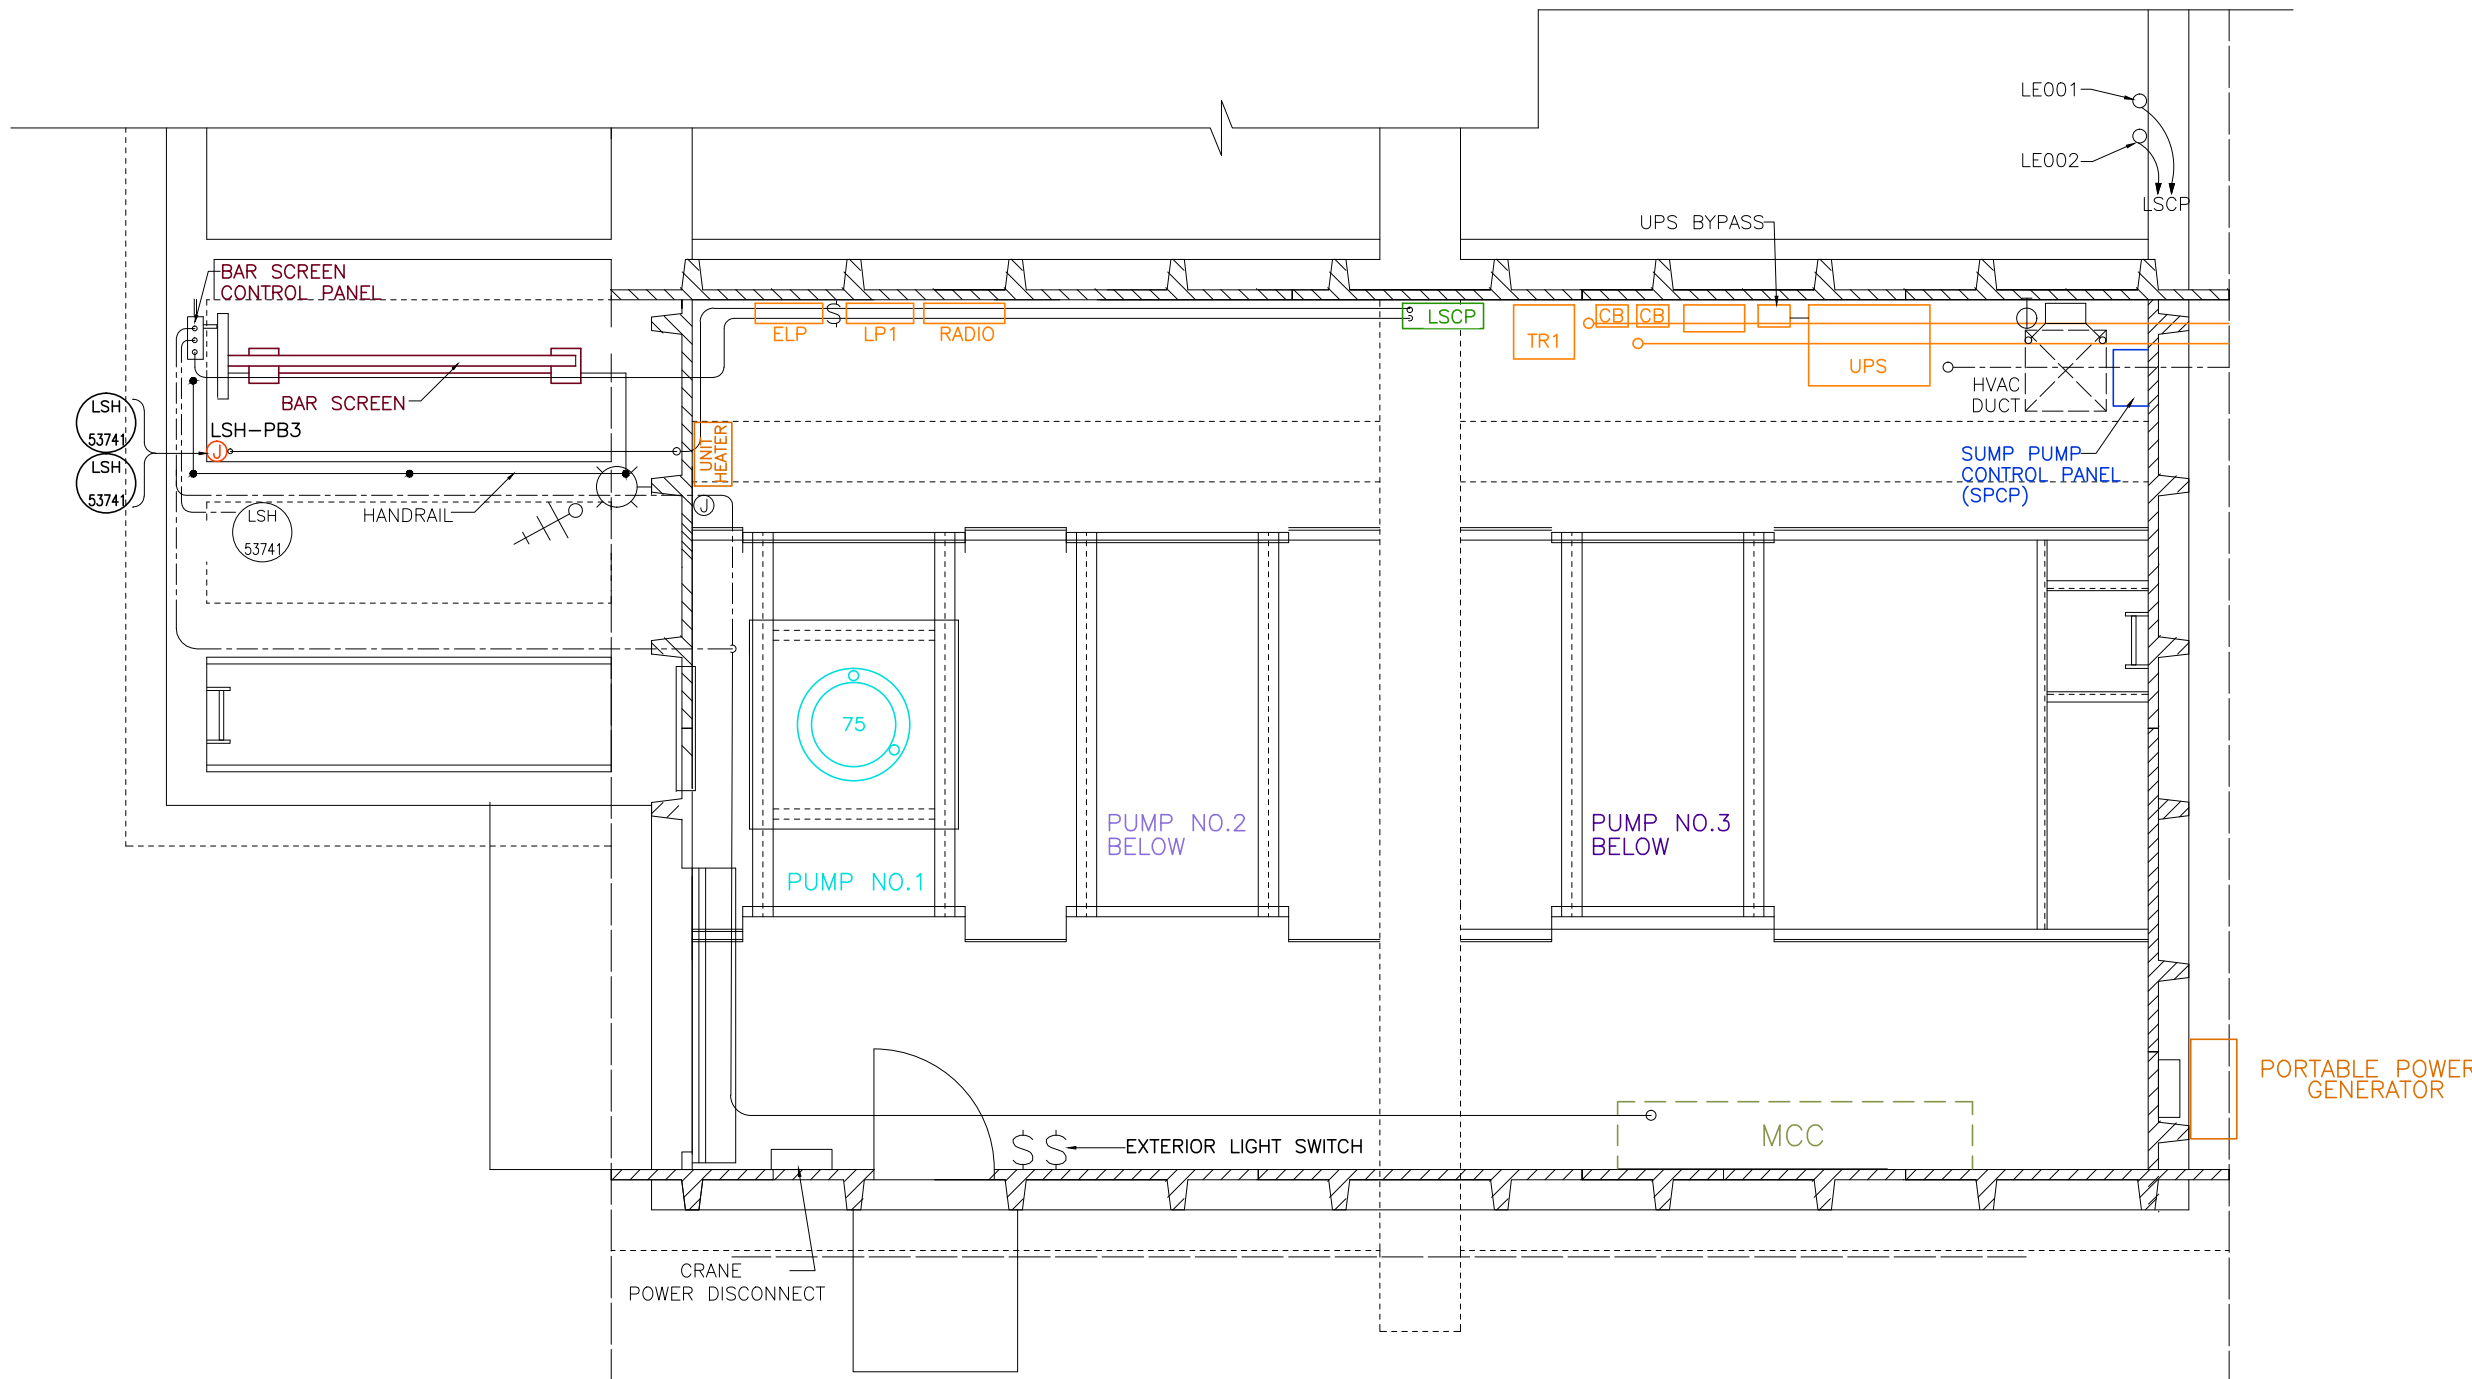 LE001
LE002
LSCP
UPS BYPASS
BAR SCREEN
CONTROL PANEL
S
ELP
LP1
RADIO
LSCP
TR1
CB
CB
UPS
HVAC
DUCT
BAR SCREEN
LSH
53741
LSH
53741
LSH-PB3
J
UNIT
HEATER
J
HANDRAIL
LSH
53741
SUMP PUMP
CONTROL PANEL
(SPCP)
75
PUMP NO.1
PUMP NO.2
BELOW
PUMP NO.3
BELOW
PORTABLE POWER
GENERATOR
MCC
S S
EXTERIOR LIGHT SWITCH
CRANE
POWER DISCONNECT